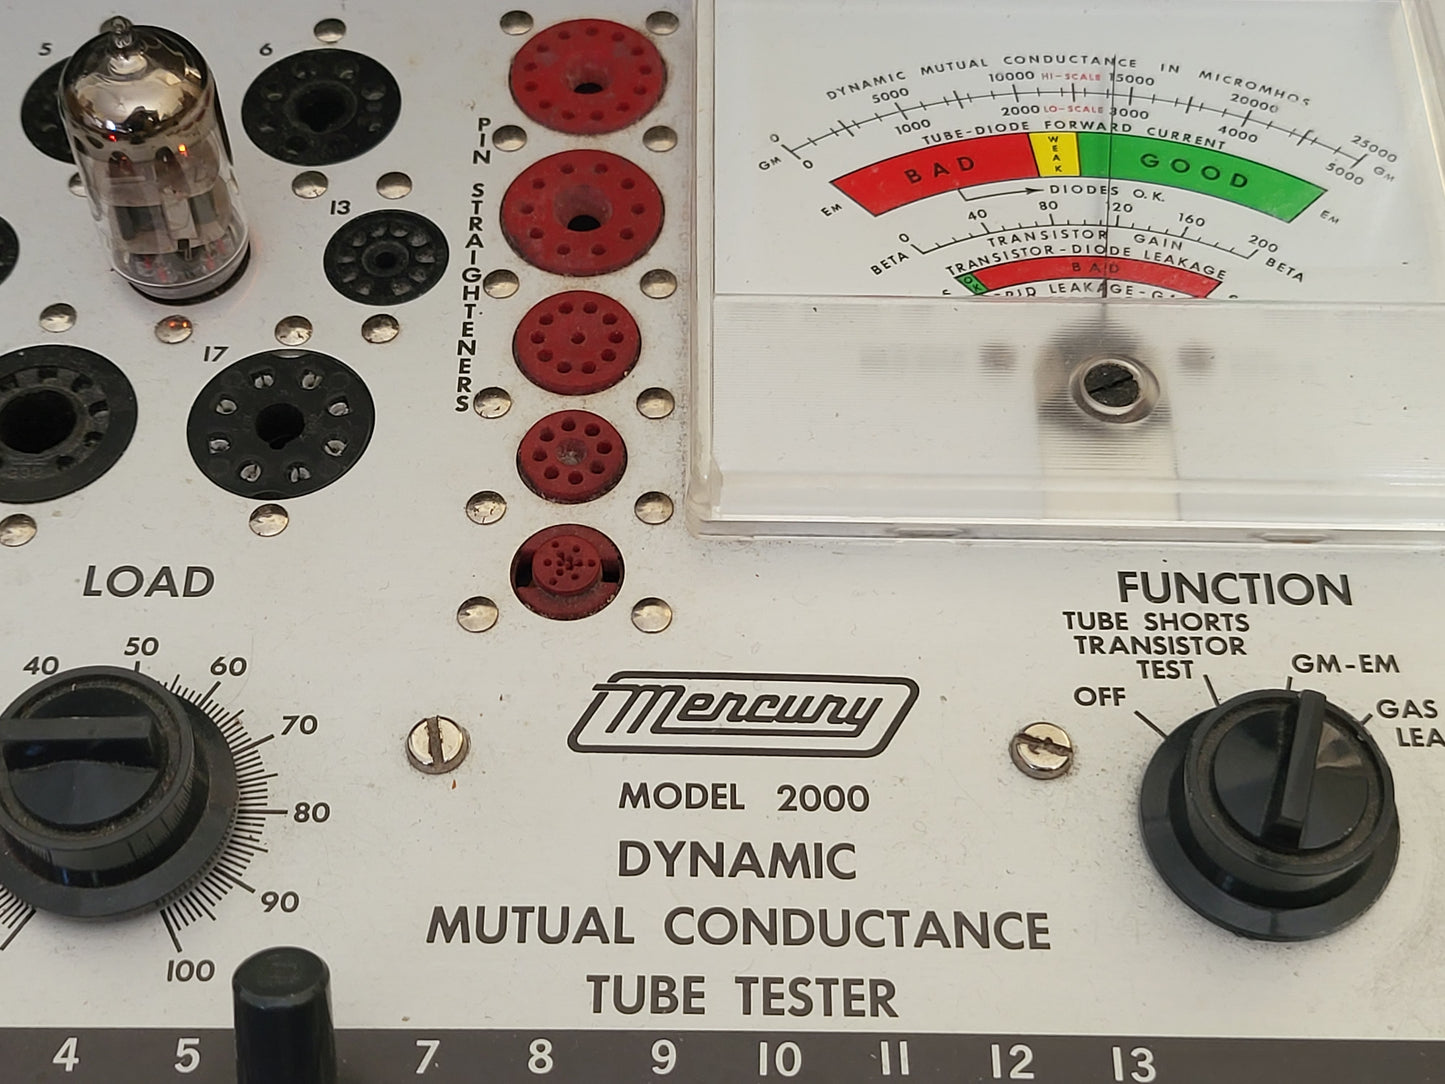 5
6
13
17
PIN STRAIGHTENERS
DYNAMIC MUTUAL CONDUCTANCE IN MICROMHOS
0 5000 10000 HI-SCALE 15000 20000 25000
GM 0 1000 2000 LO-SCALE 3000 4000 5000 GM
TUBE-DIODE FORWARD CURRENT
BAD WEAK GOOD
EM DIODES O.K. EM
0 40 80 120 160 200
BETA TRANSISTOR GAIN BETA
TRANSISTOR-DIODE LEAKAGE
OK BAD
LEAKAGE
LOAD
40 50 60 70 80 90 100
FUNCTION
TUBE SHORTS
TRANSISTOR
TEST
OFF
GM-EM
GAS
LEA
Mercury
MODEL 2000
DYNAMIC
MUTUAL CONDUCTANCE
TUBE TESTER
4 5 7 8 9 10 11 12 13